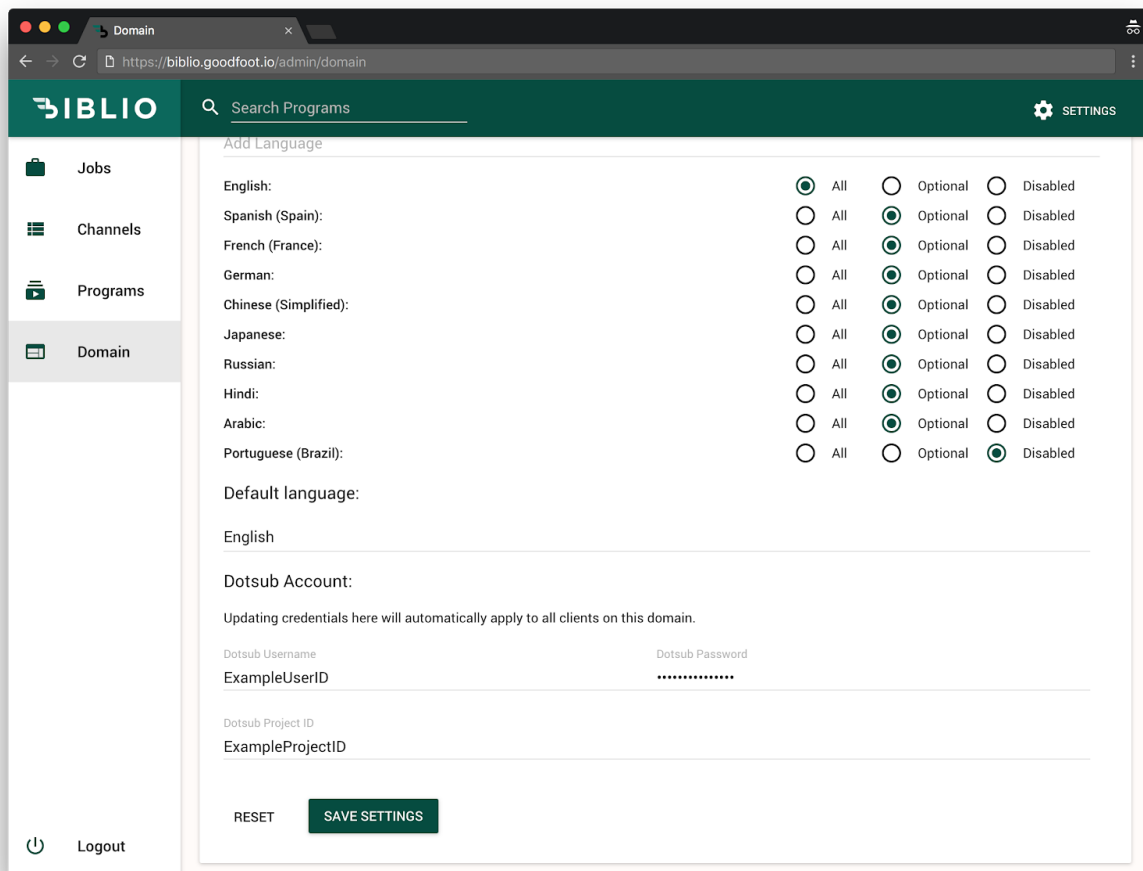 Domain
https://biblio.goodfoot.io/admin/domain
BIBLIO
Search Programs
SETTINGS
Jobs
Channels
Programs
Domain
Logout
Add Language
English: All Optional Disabled
Spanish (Spain): All Optional Disabled
French (France): All Optional Disabled
German: All Optional Disabled
Chinese (Simplified): All Optional Disabled
Japanese: All Optional Disabled
Russian: All Optional Disabled
Hindi: All Optional Disabled
Arabic: All Optional Disabled
Portuguese (Brazil): All Optional Disabled
Default language:
English
Dotsub Account:
Updating credentials here will automatically apply to all clients on this domain.
Dotsub Username Dotsub Password
ExampleUserID •••••••••••••••
Dotsub Project ID
ExampleProjectID
RESET SAVE SETTINGS